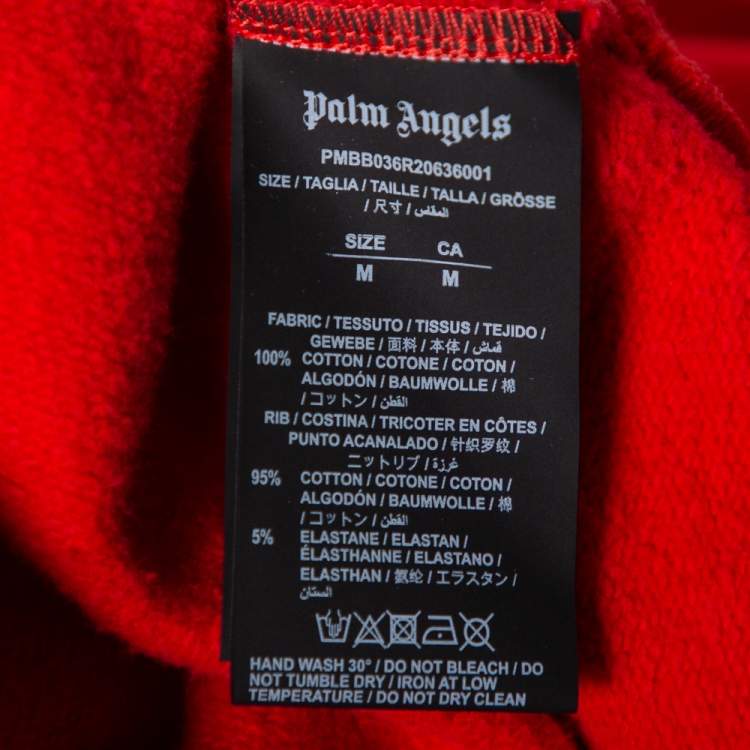 Palm Angels
PMBB036R20636001
SIZE / TAGLIA / TAILLE / TALLA / GRÖSSE
/ 尺寸 / المقاس
SIZE CA
M M
FABRIC / TESSUTO / TISSUS / TEJIDO /
GEWEBE / 面料 / 本体 / قماش
100% COTTON / COTONE / COTON /
ALGODÓN / BAUMWOLLE / 棉
/ コットン / القطن
RIB / COSTINA / TRICOTER EN CÔTES /
PUNTO ACANALADO / 针织罗纹 /
ニットリブ / غرزة
95% COTTON / COTONE / COTON /
ALGODÓN / BAUMWOLLE / 棉
/ コットン / القطن
5% ELASTANE / ELASTAN /
ÉLASTHANNE / ELASTANO /
ELASTHAN / 氨纶 / エラスタン /
الستان
HAND WASH 30° / DO NOT BLEACH / DO
NOT TUMBLE DRY / IRON AT LOW
TEMPERATURE / DO NOT DRY CLEAN